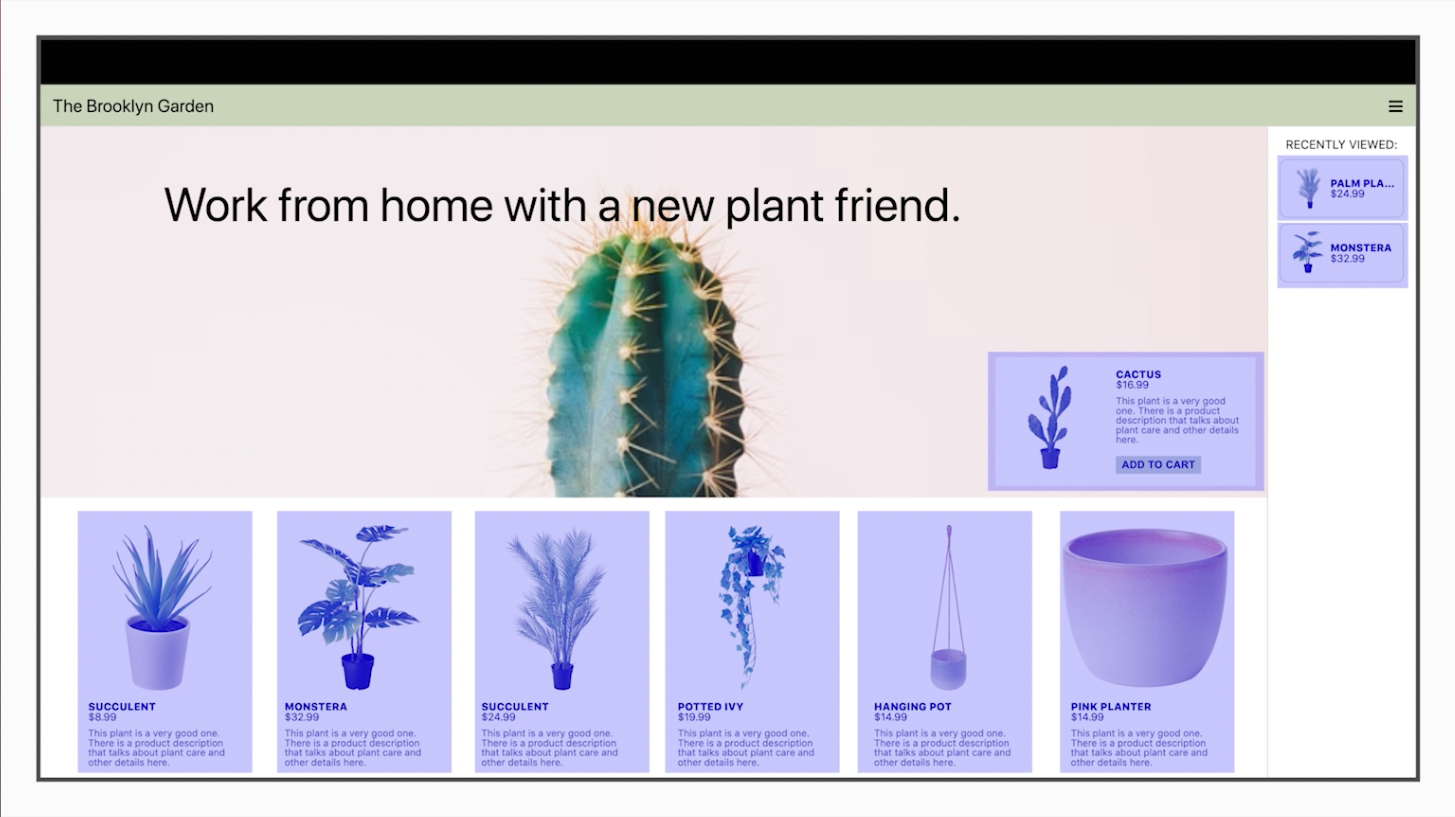 The Brooklyn Garden
Work from home with a new plant friend.
RECENTLY VIEWED:
PALM PLA...
$24.99
MONSTERA
$32.99
CACTUS
$16.99
This plant is a very good
one. There is a product
description that talks about
plant care and other details
here.
ADD TO CART
SUCCULENT
$8.99
This plant is a very good one.
There is a product description
that talks about plant care and
other details here.
MONSTERA
$32.99
This plant is a very good one.
There is a product description
that talks about plant care and
other details here.
SUCCULENT
$24.99
This plant is a very good one.
There is a product description
that talks about plant care and
other details here.
POTTED IVY
$19.99
This plant is a very good one.
There is a product description
that talks about plant care and
other details here.
HANGING POT
$14.99
This plant is a very good one.
There is a product description
that talks about plant care and
other details here.
PINK PLANTER
$14.99
This plant is a very good one.
There is a product description
that talks about plant care and
other details here.